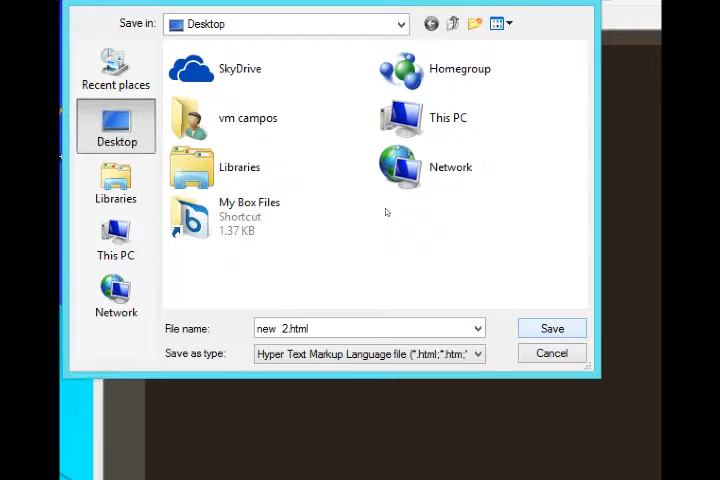 Save in:
Desktop
Recent places
Desktop
Libraries
This PC
Network
SkyDrive
Homegroup
vm campos
This PC
Libraries
Network
My Box Files
Shortcut
1.37 KB
File name:
new  2.html
Save
Save as type:
Hyper Text Markup Language file (*.html;*.htm;'
Cancel